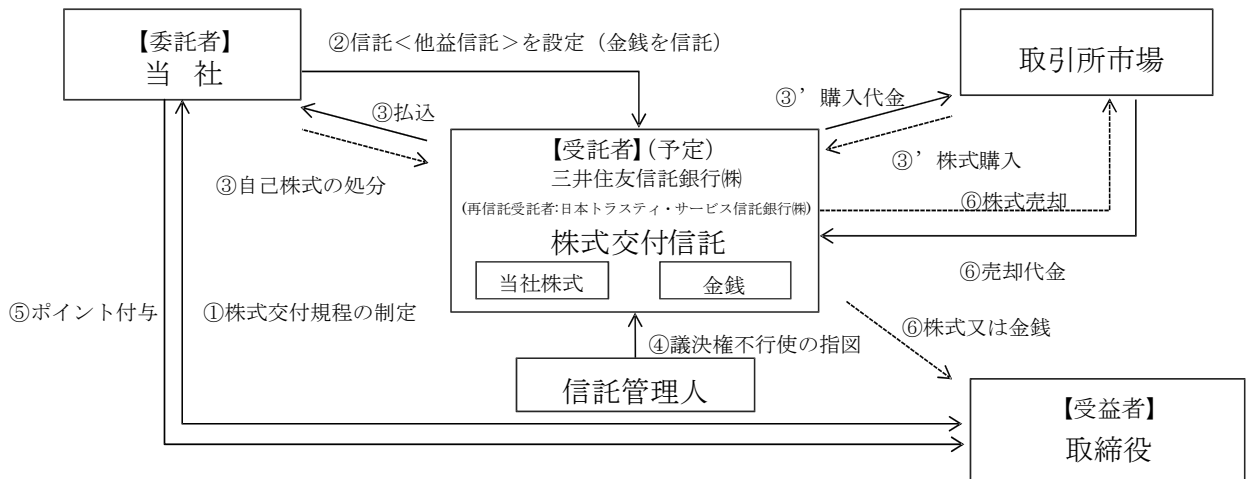 【委託者】
当　社
②信託＜他益信託＞を設定（金銭を信託）
取引所市場
③払込
③’購入代金
【受託者】(予定)
三井住友信託銀行㈱
(再信託受託者:日本トラスティ・サービス信託銀行㈱)
株式交付信託
当社株式
金銭
③自己株式の処分
③’株式購入
⑥株式売却
⑥売却代金
⑤ポイント付与
①株式交付規程の制定
④議決権不行使の指図
⑥株式又は金銭
信託管理人
【受益者】
取締役